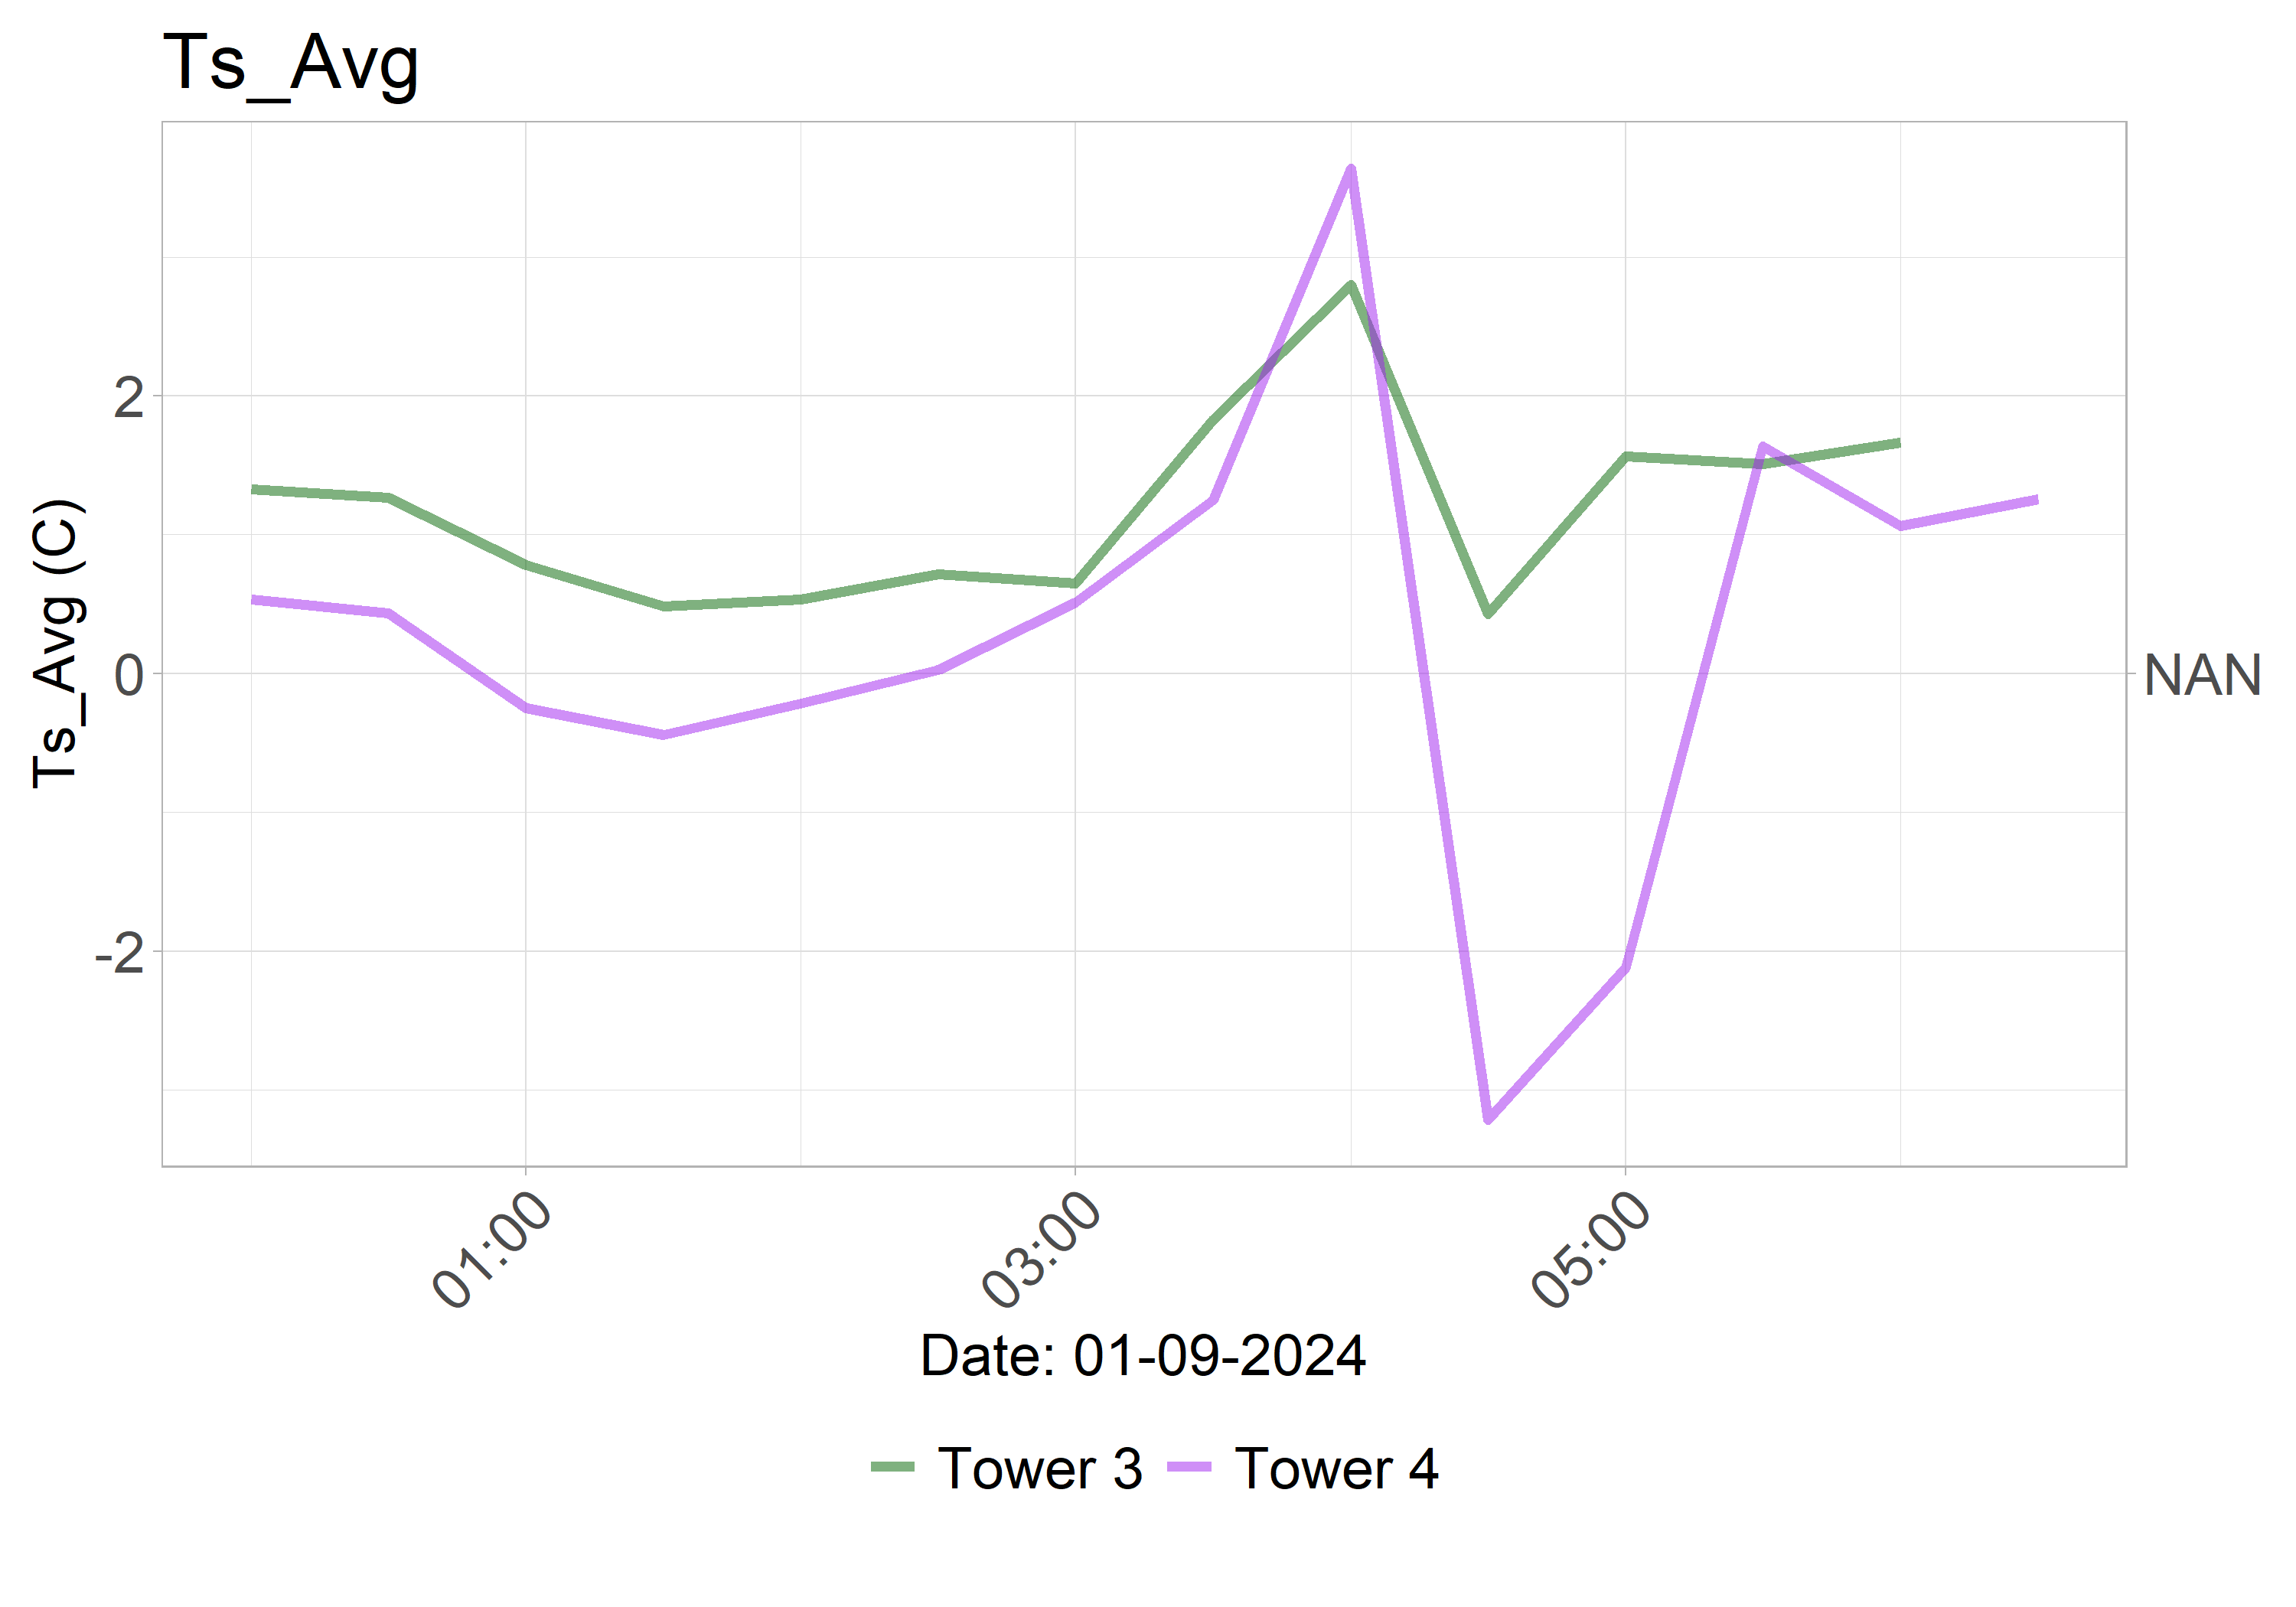 Ts_Avg
Ts_Avg (C)
2
0
-2
NAN
01:00
03:00
05:00
Date: 01-09-2024
Tower 3
Tower 4